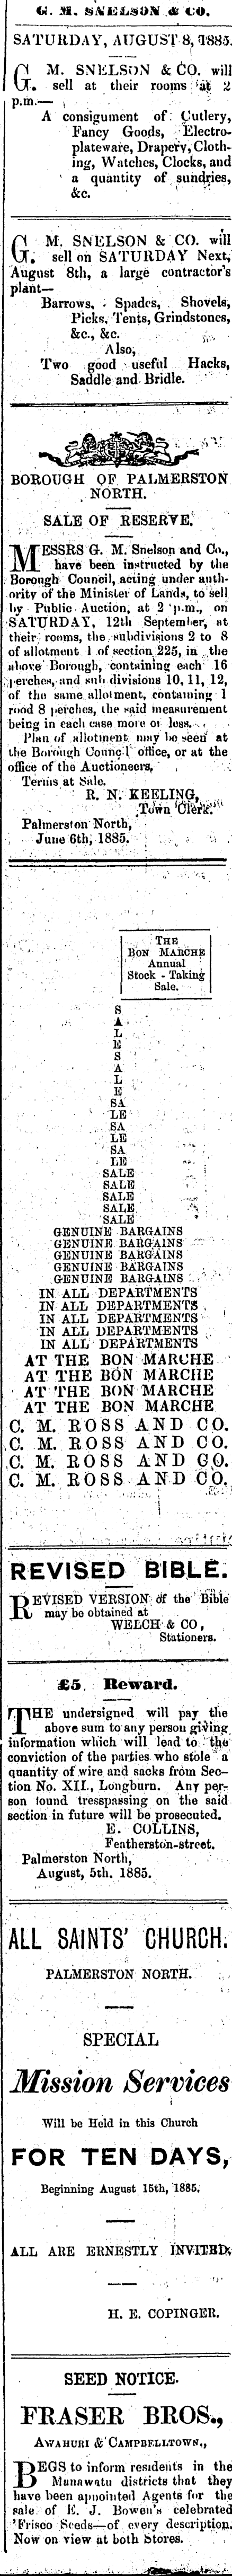 G. M. SNELSON & CO.
SATURDAY, AUGUST 8, 1885.
G. M. SNELSON & CO. will
sell at their rooms at 2
p.m.—
A consignment of Cutlery,
Fancy Goods, Electro-
plateware, Drapery, Cloth-
ing, Watches, Clocks, and
a quantity of sundries,
&c.
G. M. SNELSON & CO. will
sell on SATURDAY Next,
August 8th, a large contractor's
plant—
Barrows, Spades, Shovels,
Picks, Tents, Grindstones,
&c., &c.
Also,
Two good useful Hacks,
Saddle and Bridle.
BOROUGH OF PALMERSTON
NORTH.
SALE OF RESERVE.
MESSRS G. M. Snelson and Co.,
have been instructed by the
Borough Council, acting under auth-
ority of the Minister of Lands, to sell
by Public Auction, at 2 p.m., on
SATURDAY, 12th September, at
their rooms, the subdivisions 2 to 8
of allotment 1 of section 225, in the
above Borough, containing each 16
perches, and sub divisions 10, 11, 12,
of the same allotment, containing 1
rood 8 perches, the said measurement
being in each case more or less.
Plan of allotment may be seen at
the Borough Council office, or at the
office of the Auctioneers.
Terms at Sale.
R. N. KEELING,
Town Clerk.
Palmerston North,
June 6th, 1885.
THE
BON MARCHE
Annual
Stock - Taking
Sale.
S
A
L
E
S
A
L
E
SA
LE
SA
LE
SA
LE
SALE
SALE
SALE
SALE
SALE
GENUINE BARGAINS
GENUINE BARGAINS
GENUINE BARGAINS
GENUINE BARGAINS
GENUINE BARGAINS
IN ALL DEPARTMENTS
IN ALL DEPARTMENTS
IN ALL DEPARTMENTS
IN ALL DEPARTMENTS
IN ALL DEPARTMENTS
AT THE BON MARCHE
AT THE BON MARCHE
AT THE BON MARCHE
AT THE BON MARCHE
C. M. ROSS AND CO.
C. M. ROSS AND CO.
C. M. ROSS AND CO.
C. M. ROSS AND CO.
REVISED BIBLE.
REVISED VERSION of the Bible
may be obtained at
WELCH & CO,
Stationers.
£5. Reward.
THE undersigned will pay the
above sum to any person giving
information which will lead to the
conviction of the parties who stole a
quantity of wire and sacks from Sec-
tion No. XII., Longburn. Any per-
son found tresspassing on the said
section in future will be prosecuted.
E. COLLINS,
Featherston-street.
Palmerston North,
August, 5th. 1885.
ALL SAINTS' CHURCH.
PALMERSTON NORTH.
SPECIAL
Mission Services
Will be Held in this Church
FOR TEN DAYS,
Beginning August 15th, 1885.
ALL ARE ERNESTLY INVITED.
H. E. COPINGER.
SEED NOTICE.
FRASER BROS.,
AWAHURI & CAMPBELLTOWN.,
BEGS to inform residents in the
Manawatu districts that they
have been appointed Agents for the
sale of E. J. Bowen's celebrated
'Frisco Seeds—of every description.
Now on view at both Stores.